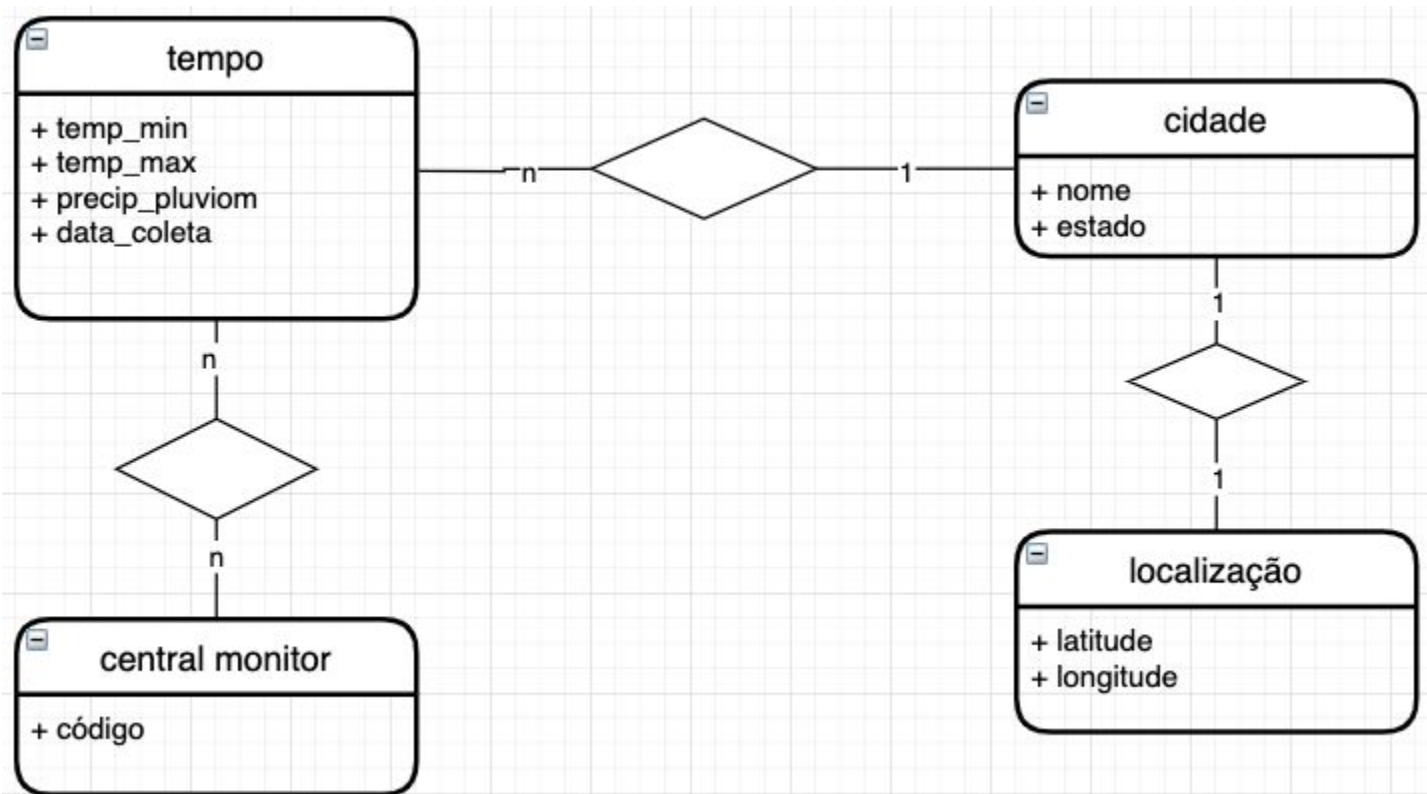 tempo
+ temp_min
+ temp_max
+ precip_pluviom
+ data_coleta
n
1
cidade
+ nome
+ estado
1
1
localização
+ latitude
+ longitude
n
n
central monitor
+ código